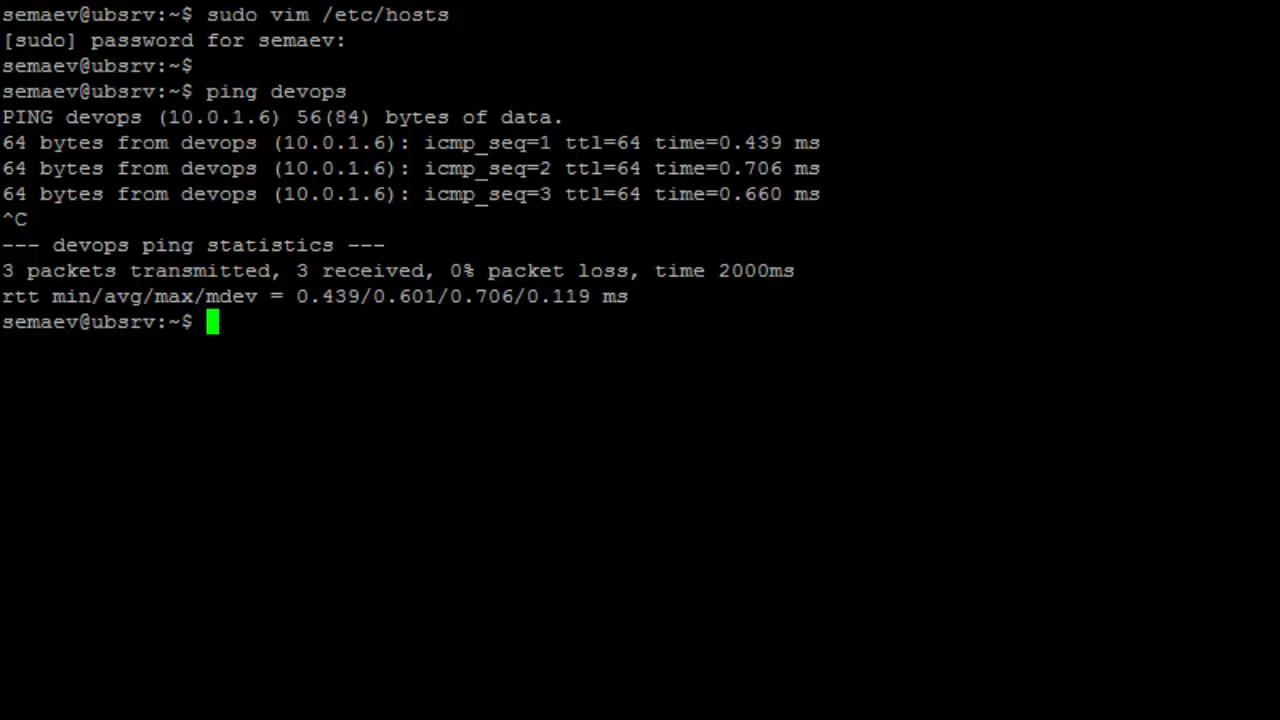 semaev@ubsrv:~$ sudo vim /etc/hosts
[sudo] password for semaev:
semaev@ubsrv:~$
semaev@ubsrv:~$ ping devops
PING devops (10.0.1.6) 56(84) bytes of data.
64 bytes from devops (10.0.1.6): icmp_seq=1 ttl=64 time=0.439 ms
64 bytes from devops (10.0.1.6): icmp_seq=2 ttl=64 time=0.706 ms
64 bytes from devops (10.0.1.6): icmp_seq=3 ttl=64 time=0.660 ms
^C
--- devops ping statistics ---
3 packets transmitted, 3 received, 0% packet loss, time 2000ms
rtt min/avg/max/mdev = 0.439/0.601/0.706/0.119 ms
semaev@ubsrv:~$